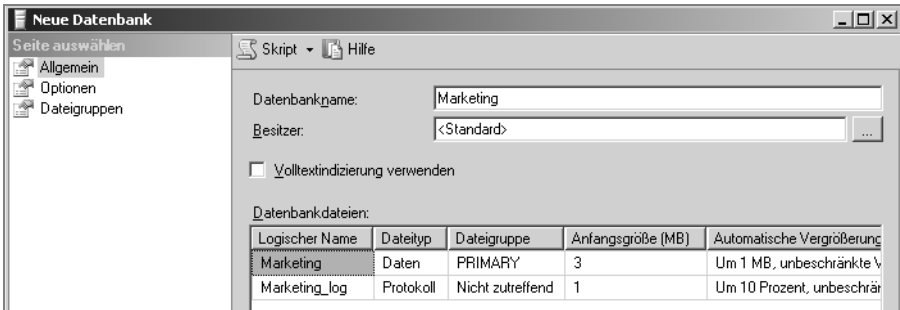 Neue Datenbank
Seite auswählen
Allgemein
Optionen
Dateigruppen
Skript Hilfe
Datenbankname: Marketing
Besitzer: <Standard> ...
Volltextindizierung verwenden
Datenbankdateien:
Logischer Name Dateityp Dateigruppe Anfangsgröße (MB) Automatische Vergrößerung
Marketing Daten PRIMARY 3 Um 1 MB, unbeschränkte
Marketing_log Protokoll Nicht zutreffend 1 Um 10 Prozent,